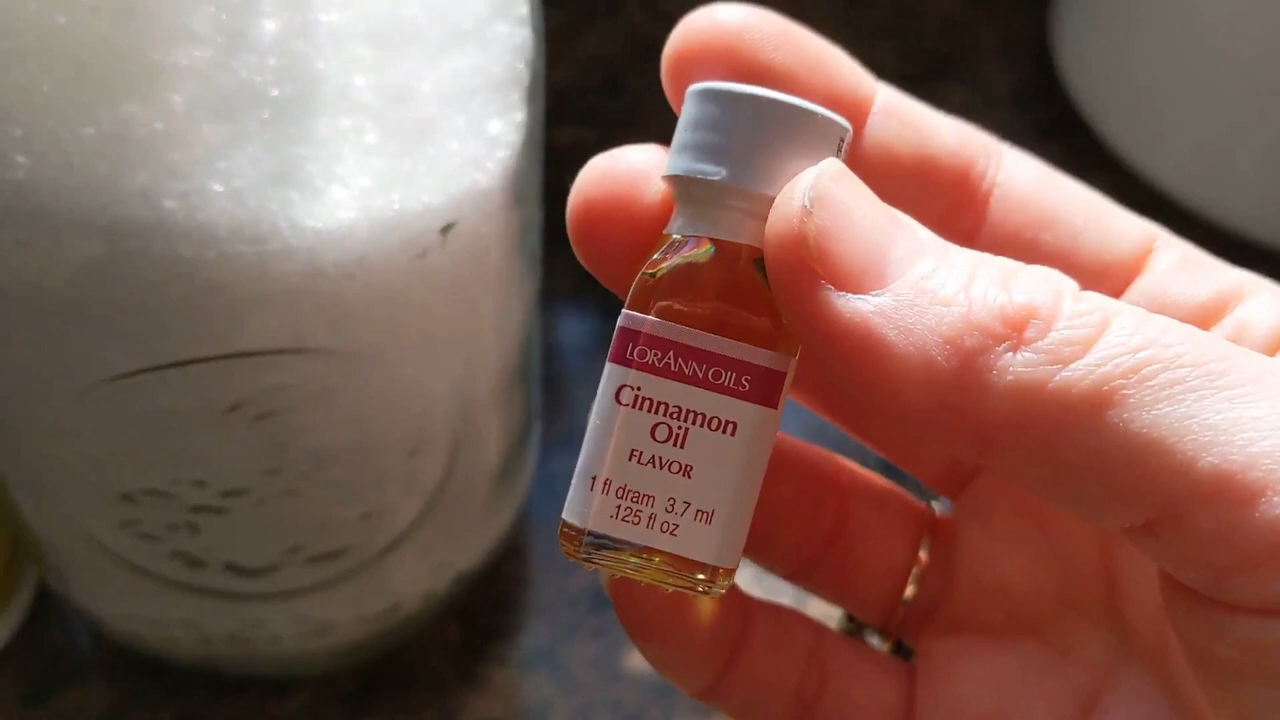 LORANN OILS
Cinnamon
Oil
FLAVOR
1 fl dram 3.7 ml
.125 fl oz